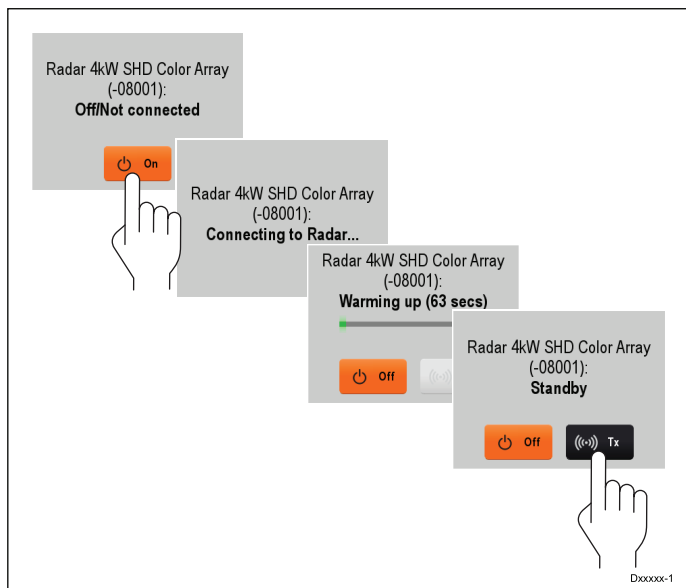 Radar 4kW SHD Color Array
(-08001):
Off/Not connected
On
Radar 4kW SHD Color Array
(-08001):
Connecting to Radar...
Radar 4kW SHD Color Array
(-08001):
Warming up (63 secs)
Off
Radar 4kW SHD Color Array
(-08001):
Standby
Off Tx
Dxxxxx-1